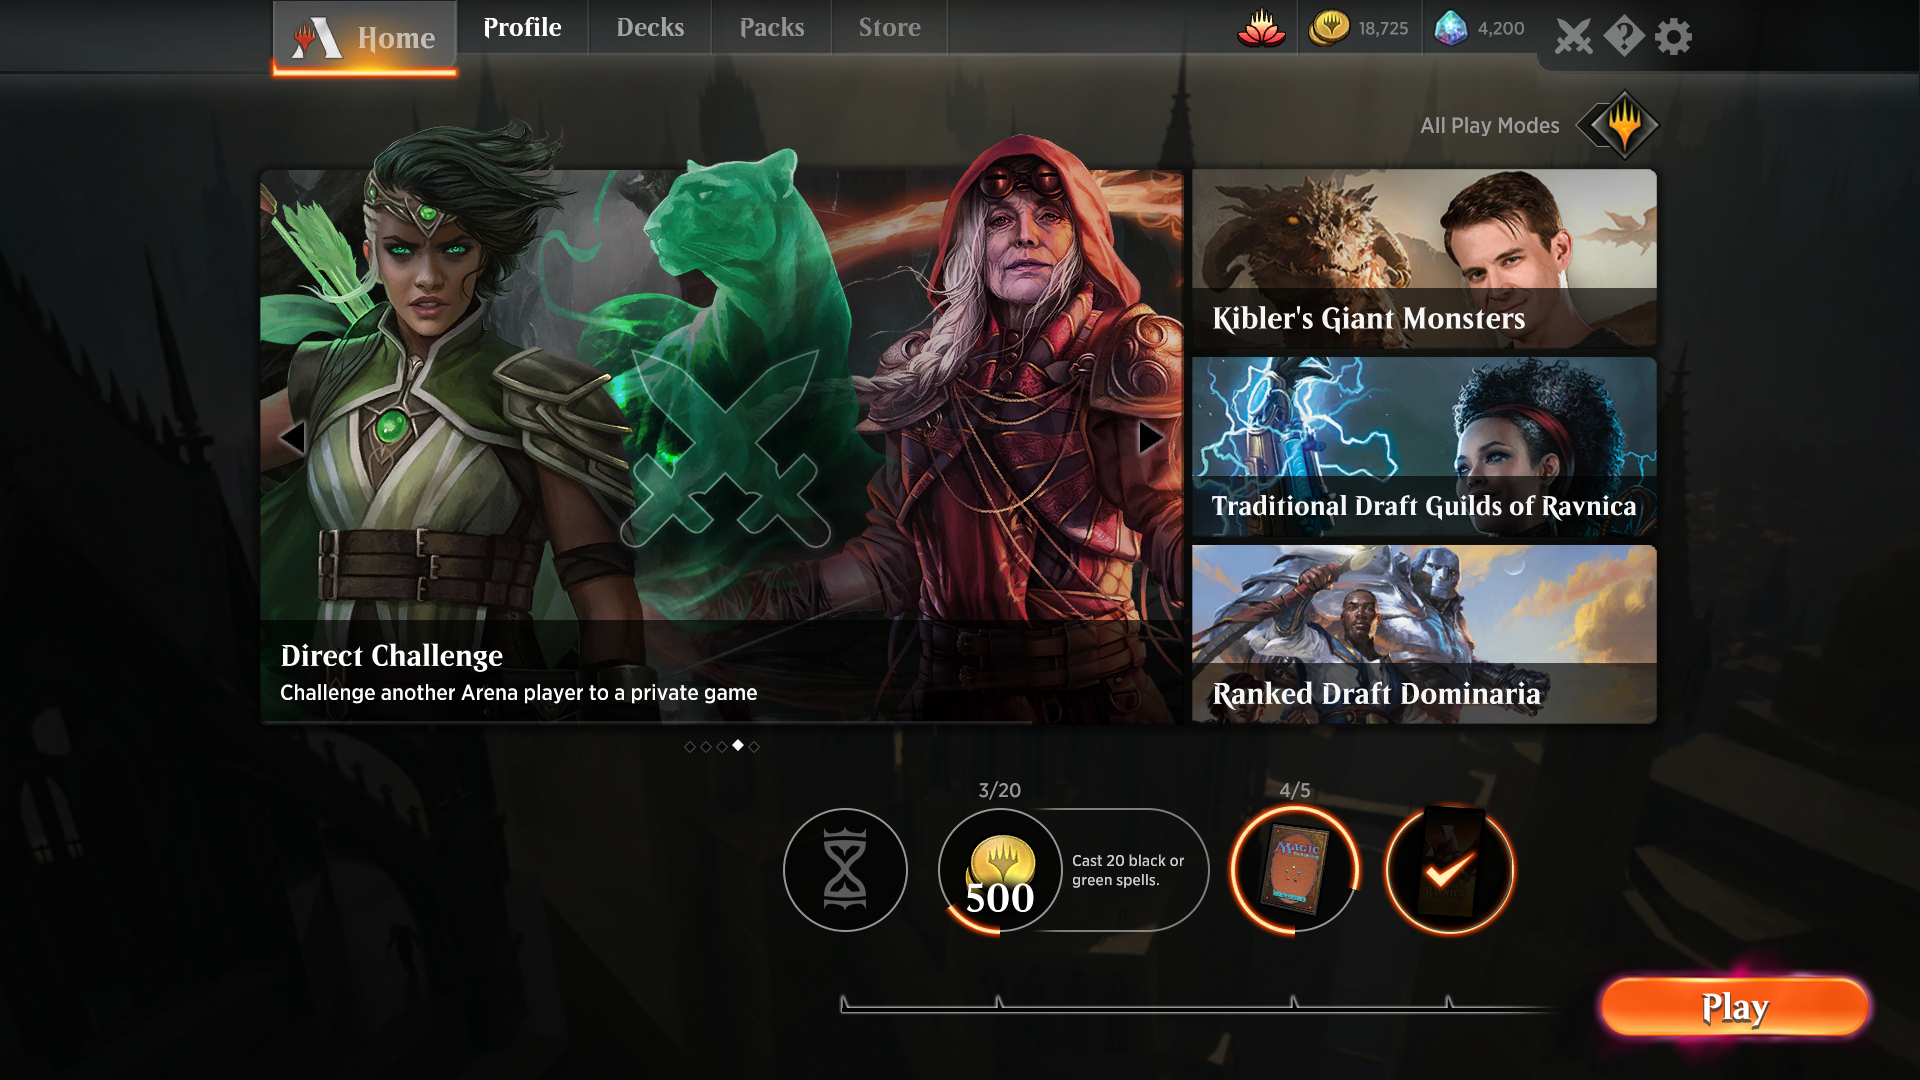 Home
Profile
Decks
Packs
Store
18,725
4,200
All Play Modes
Kibler's Giant Monsters
Traditional Draft Guilds of Ravnica
Direct Challenge
Challenge another Arena player to a private game
Ranked Draft Dominaria
3/20
500
Cast 20 black or
green spells.
4/5
Magic
Play